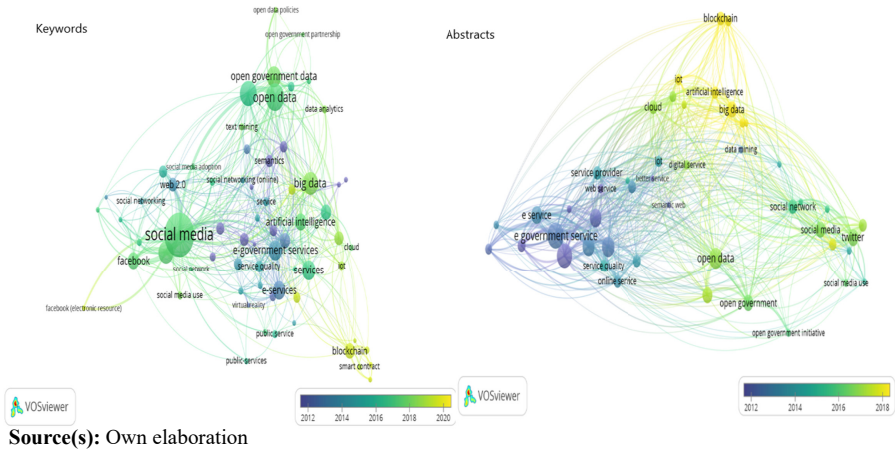 Keywords
open data policies
open government partnership
open government data
open data
data analytics
text mining
social media adoption
semantics
web 2.0
social networking (online)
big data
social networking
service
social media
artificial intelligence
e-government services
cloud
facebook
social network
service quality
services
iot
social media use
e-services
facebook (electronic resource)
virtual reality
public service
blockchain
public services
smart contract
VOSviewer
2012 2014 2016 2018 2020
Abstracts
blockchain
iot
artificial intelligence
cloud
big data
data mining
iot
digital service
service provider
better service
web service
semantic web
social network
e service
social media
e government service
twitter
open data
service quality
online service
social media use
open government
open government initiative
VOSviewer
2012 2014 2016 2018
Source(s): Own elaboration